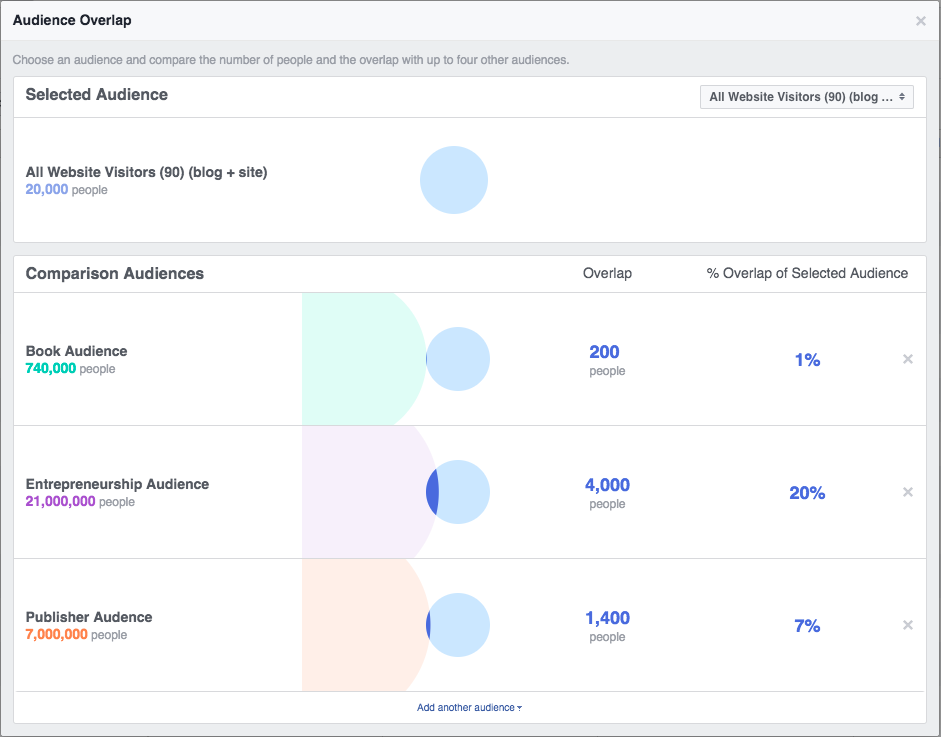 Audience Overlap
Choose an audience and compare the number of people and the overlap with up to four other audiences.
Selected Audience
All Website Visitors (90) (blog ...
All Website Visitors (90) (blog + site)
20,000 people
Comparison Audiences
Overlap
% Overlap of Selected Audience
Book Audience
740,000 people
200
people
1%
Entrepreneurship Audience
21,000,000 people
4,000
people
20%
Publisher Audence
7,000,000 people
1,400
people
7%
Add another audience